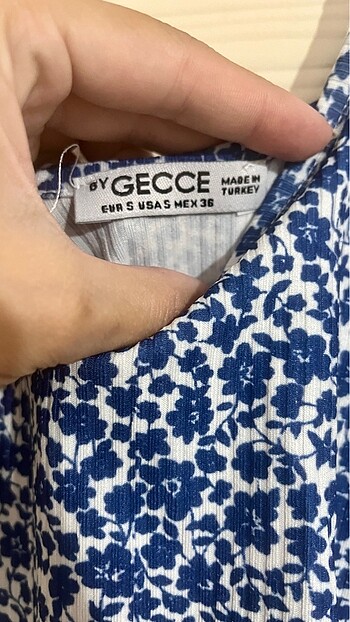 BY GECCE MADE IN TURKEY
EUR S USA S MEX 36